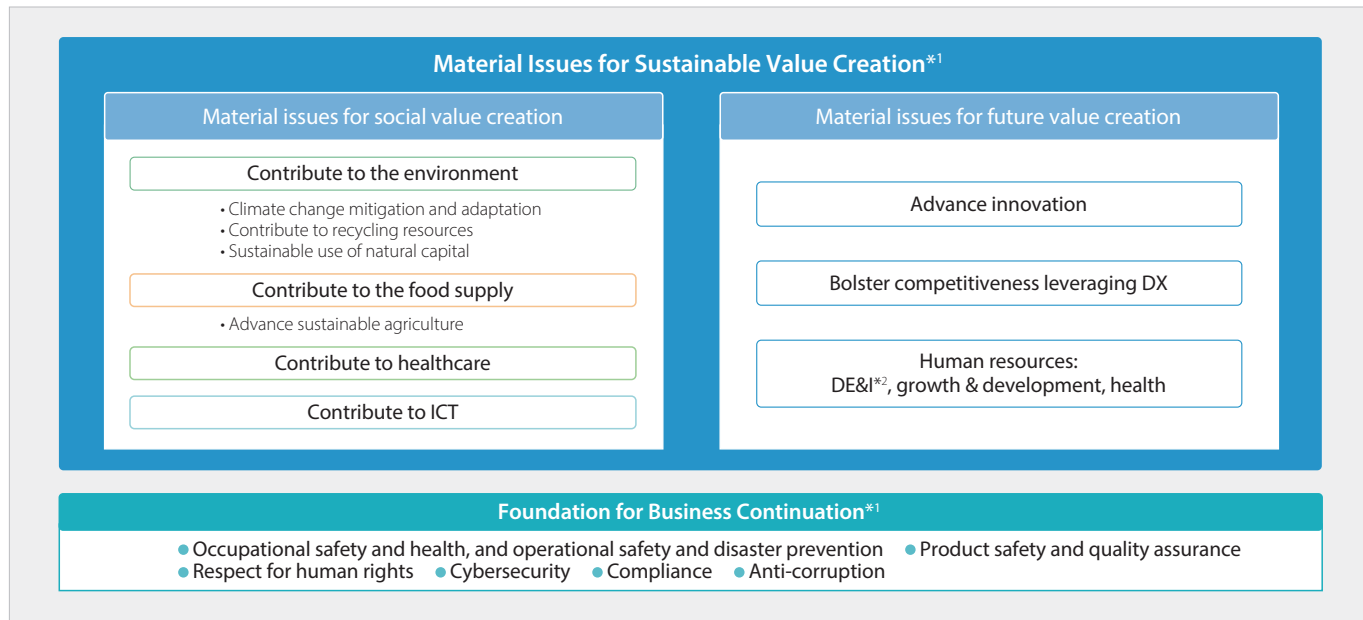 Material Issues for Sustainable Value Creation*1
Material issues for social value creation
Contribute to the environment
• Climate change mitigation and adaptation
• Contribute to recycling resources
• Sustainable use of natural capital
Contribute to the food supply
• Advance sustainable agriculture
Contribute to healthcare
Contribute to ICT
Material issues for future value creation
Advance innovation
Bolster competitiveness leveraging DX
Human resources:
DE&I*2, growth & development, health
Foundation for Business Continuation*1
● Occupational safety and health, and operational safety and disaster prevention ● Product safety and quality assurance
● Respect for human rights ● Cybersecurity ● Compliance ● Anti-corruption